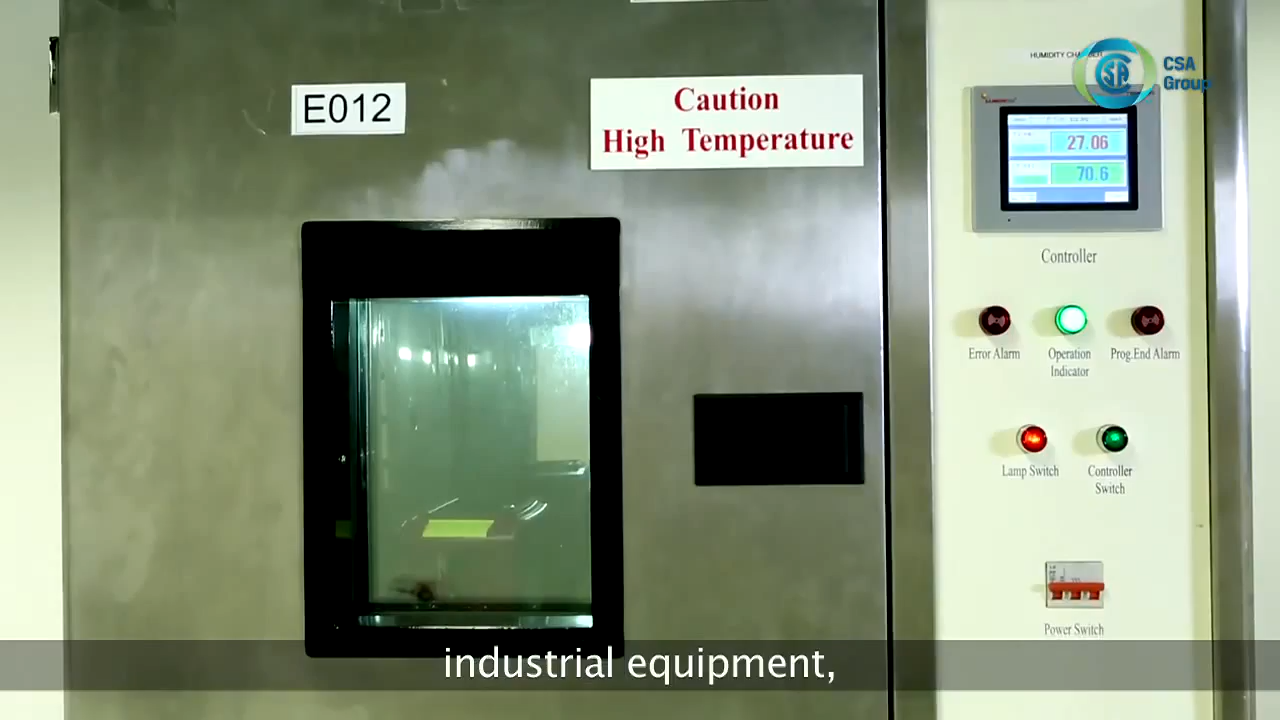 E012
Caution
High Temperature
HUMIDITY CHAMBER
CSA
Group
27.06
70.6
Controller
Error Alarm
Operation
Indicator
Prog.End Alarm
Lamp Switch
Controller
Switch
Power Switch
industrial equipment,